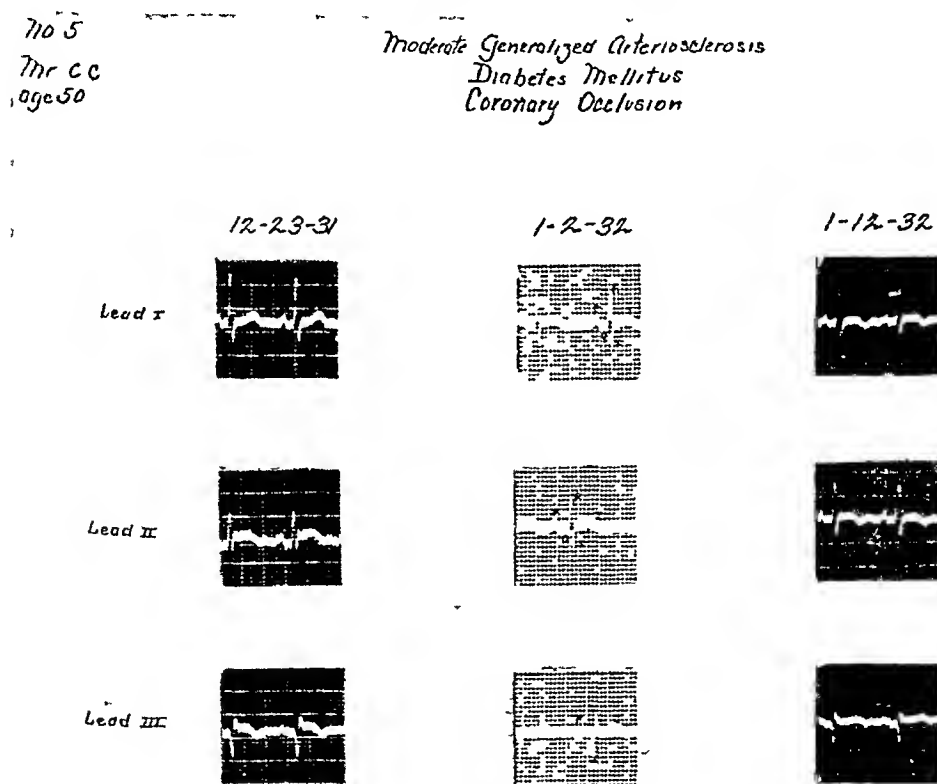 No 5
Mr CC
age 50
Moderate Generalized Arteriosclerosis
Diabetes Mellitus
Coronary Occlusion
12-23-31
1-2-32
1-12-32
Lead I
Lead II
Lead III